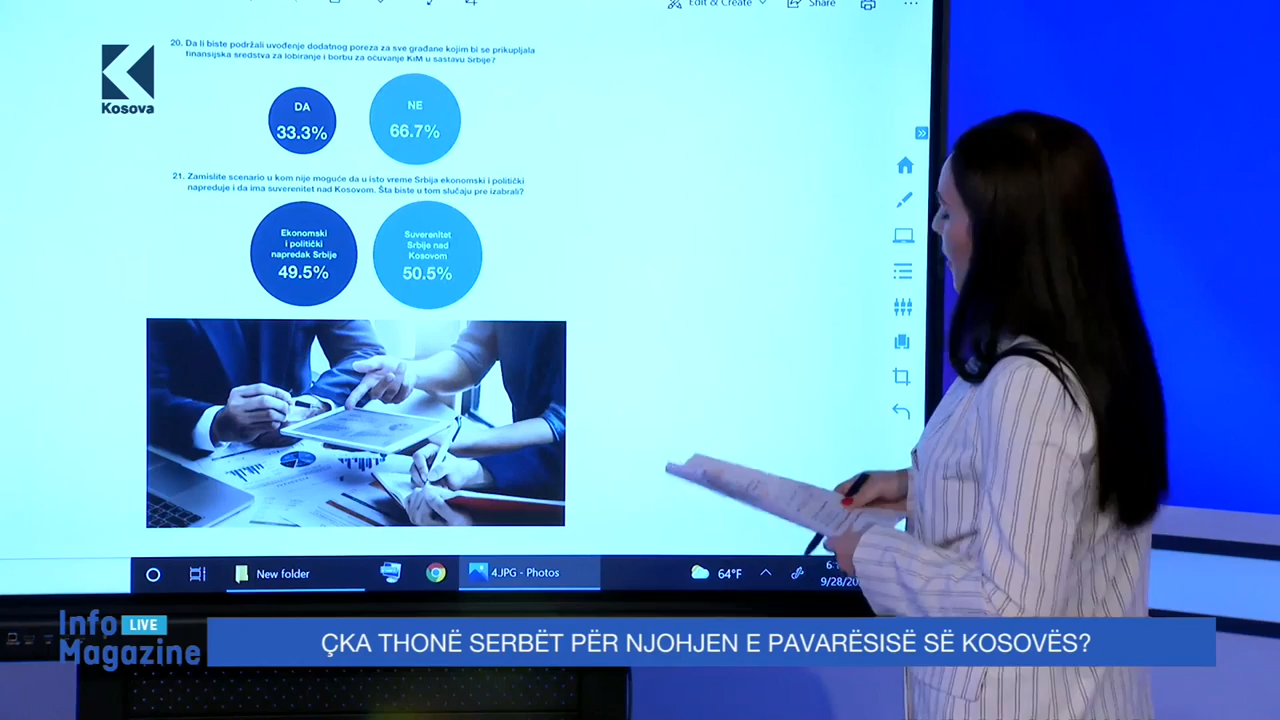 Edit & Create
Share
Kosova
20. Da li biste podržali uvođenje dodatnog poreza za sve građane kojim bi se prikupljala
finansijska sredstva za lobiranje i borbu za očuvanje KiM u sastavu Srbije?
DA
33.3%
NE
66.7%
21. Zamislite scenario u kom nije moguće da u isto vreme Srbija ekonomski i politički
napreduje i da ima suverenitet nad Kosovom. Šta biste u tom slučaju pre izabrali?
Ekonomski
i politički
napredak Srbije
49.5%
Suverenitet
Srbije nad
Kosovom
50.5%
New folder
4.JPG - Photos
64°F
9/28/20
Info LIVE
Magazine
ÇKA THONË SERBËT PËR NJOHJEN E PAVARËSISË SË KOSOVËS?